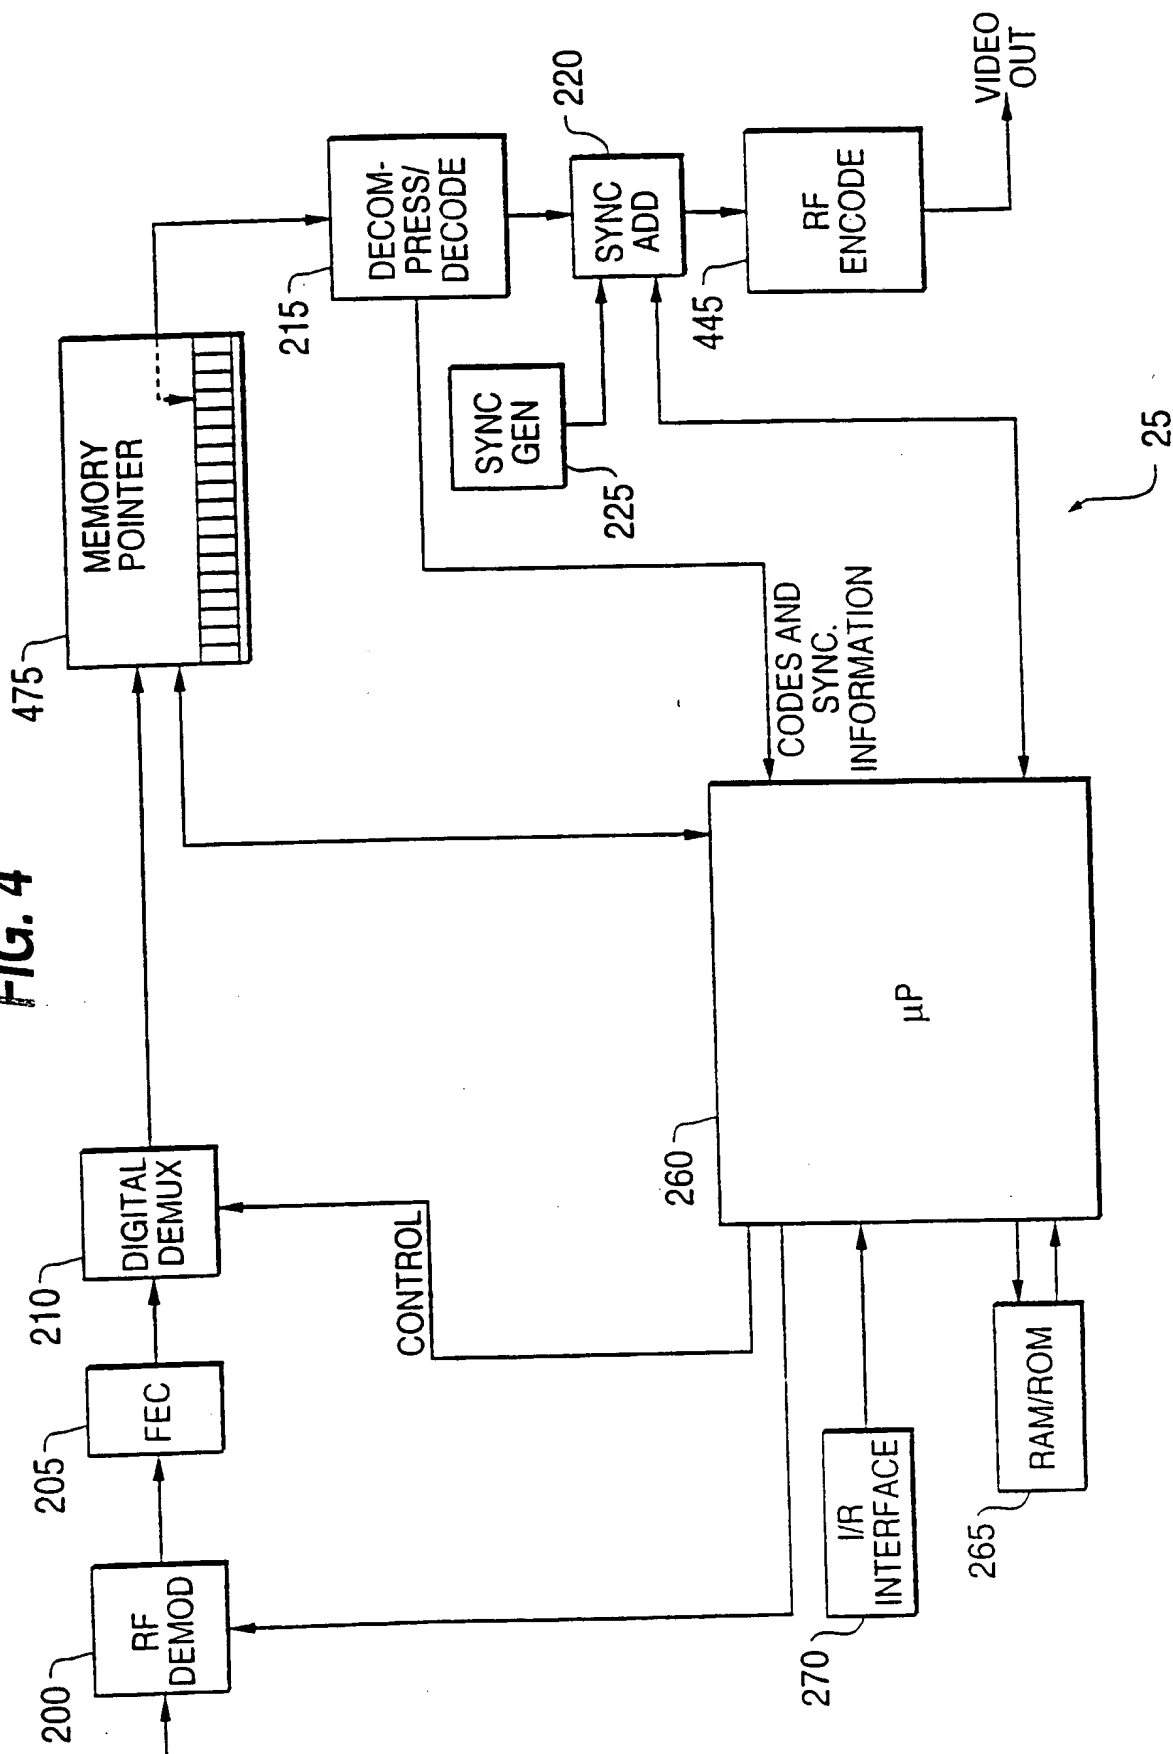 FIG. 4
200
RF
DEMOD
205
FEC
210
DIGITAL
DEMUX
475
MEMORY
POINTER
215
DECOM-
PRESS/
DECODE
SYNC
GEN
225
SYNC
ADD
220
445
RF
ENCODE
VIDEO
OUT
CONTROL
260
μP
CODES AND
SYNC.
INFORMATION
270
I/R
INTERFACE
265
RAM/ROM
25